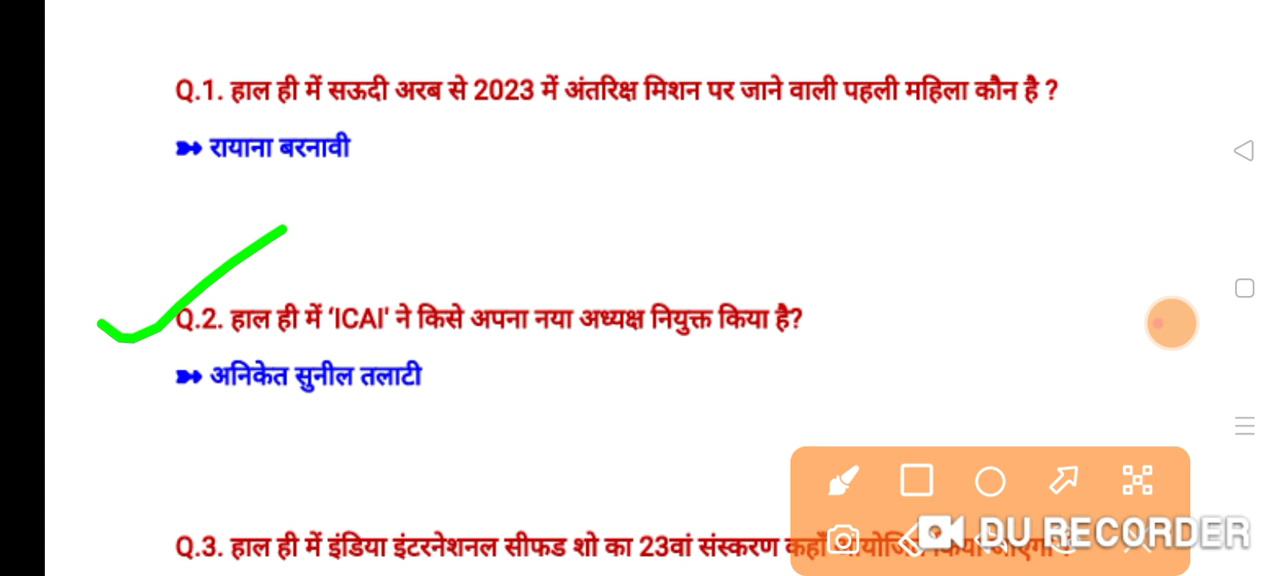 Q.1. हाल ही में सऊदी अरब से 2023 में अंतरिक्ष मिशन पर जाने वाली पहली महिला कौन है ?
➽ रायाना बरनावी
Q.2. हाल ही में ‘ICAI' ने किसे अपना नया अध्यक्ष नियुक्त किया है?
➽ अनिकेत सुनील तलाटी
Q.3. हाल ही में इंडिया इंटरनेशनल सीफड शो का 23वां संस्करण कहाँ
DU RECORDER